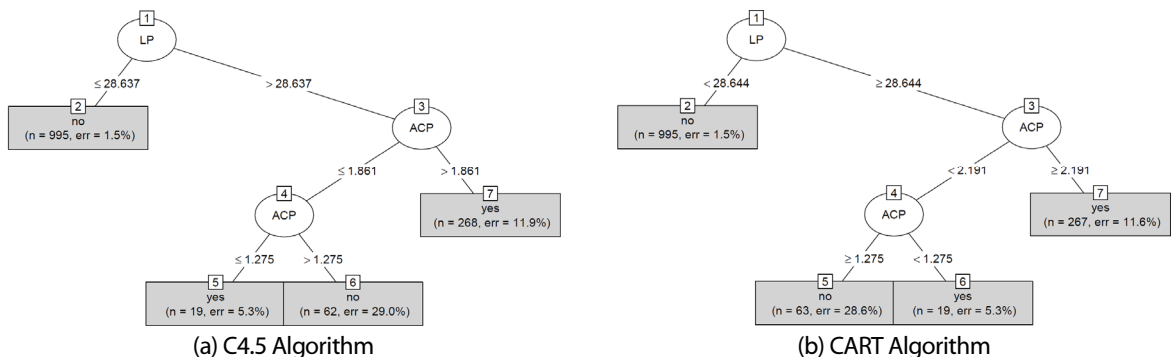 1
LP
≤ 28.637
> 28.637
2
no
(n = 995, err = 1.5%)
3
ACP
≤ 1.861
> 1.861
4
ACP
7
yes
(n = 268, err = 11.9%)
≤ 1.275
> 1.275
5
yes
(n = 19, err = 5.3%)
6
no
(n = 62, err = 29.0%)
(a) C4.5 Algorithm
1
LP
< 28.644
≥ 28.644
2
no
(n = 995, err = 1.5%)
3
ACP
< 2.191
≥ 2.191
4
ACP
7
yes
(n = 267, err = 11.6%)
≥ 1.275
< 1.275
5
no
(n = 63, err = 28.6%)
6
yes
(n = 19, err = 5.3%)
(b) CART Algorithm